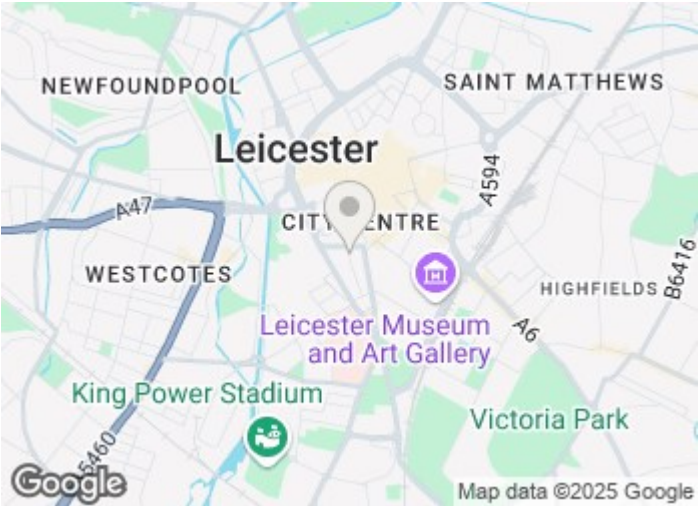 NEWFOUNDPOOL
SAINT MATTHEWS
Leicester
A594
A47
CITY CENTRE
WESTCOTES
HIGHFIELDS
B6416
Leicester Museum
and Art Gallery
A6
King Power Stadium
Victoria Park
5460
Google
Map data ©2025 Google